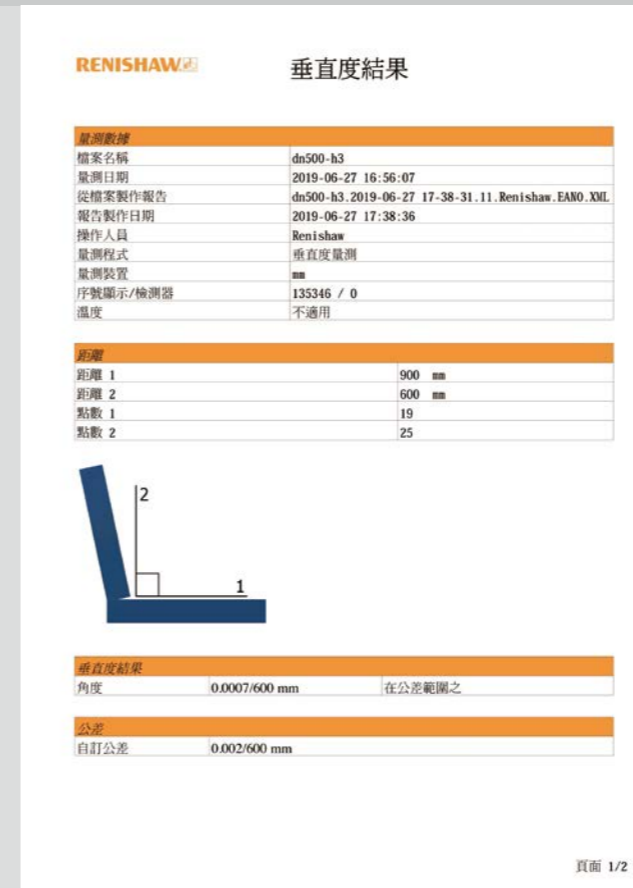 RENISHAW
垂直度結果
量測數據
檔案名稱 dn500-h3
量測日期 2019-06-27 16:56:07
從檔案製作報告 dn500-h3.2019-06-27 17-38-31.11.Renishaw.EANO.XML
報告製作日期 2019-06-27 17:38:36
操作人員 Renishaw
量測程式 垂直度量測
量測裝置 mm
序號顯示/檢測器 135346 / 0
溫度 不適用
距離
距離 1 900 mm
距離 2 600 mm
點數 1 19
點數 2 25
2
1
垂直度結果
角度 0.0007/600 mm 在公差範圍之
公差
自訂公差 0.002/600 mm
頁面 1/2